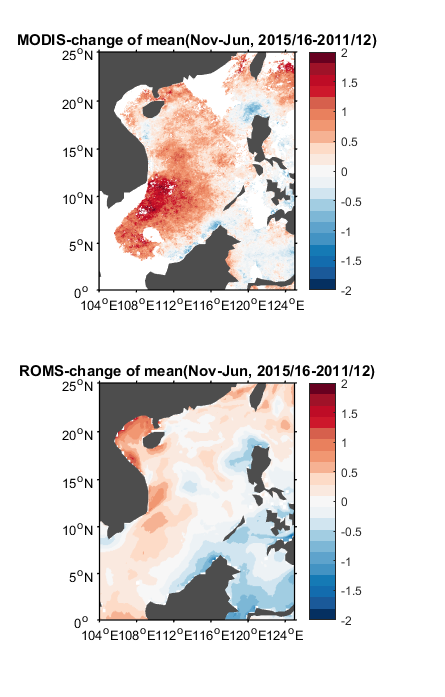 MODIS-change of mean(Nov-Jun, 2015/16-2011/12)
25°N
20°N
15°N
10°N
5°N
0°
104°E108°E112°E116°E120°E124°E
2
1.5
1
0.5
0
-0.5
-1
-1.5
-2
ROMS-change of mean(Nov-Jun, 2015/16-2011/12)
25°N
20°N
15°N
10°N
5°N
0°
104°E108°E112°E116°E120°E124°E
2
1.5
1
0.5
0
-0.5
-1
-1.5
-2